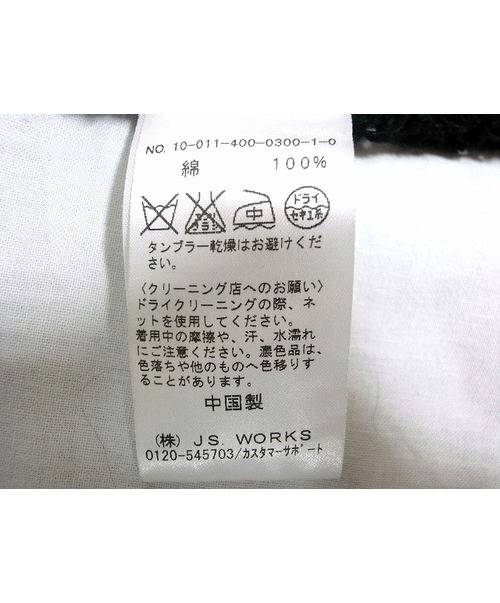 NO. 10-011-400-0300-1-0
綿 100%
エンソ サラシ 中 ドライ
セキユ系
タンブラー乾燥はお避けくだ
さい。
〈クリーニング店へのお願い〉
ドライクリーニングの際、ネ
ットを使用してください。
着用中の摩擦や、汗、水濡れ
にご注意ください。濃色品は、
色落ちや他のものへ色移りす
ることがあります。
中国製
(株) J.S. WORKS
0120-545703/カスタマーサポート